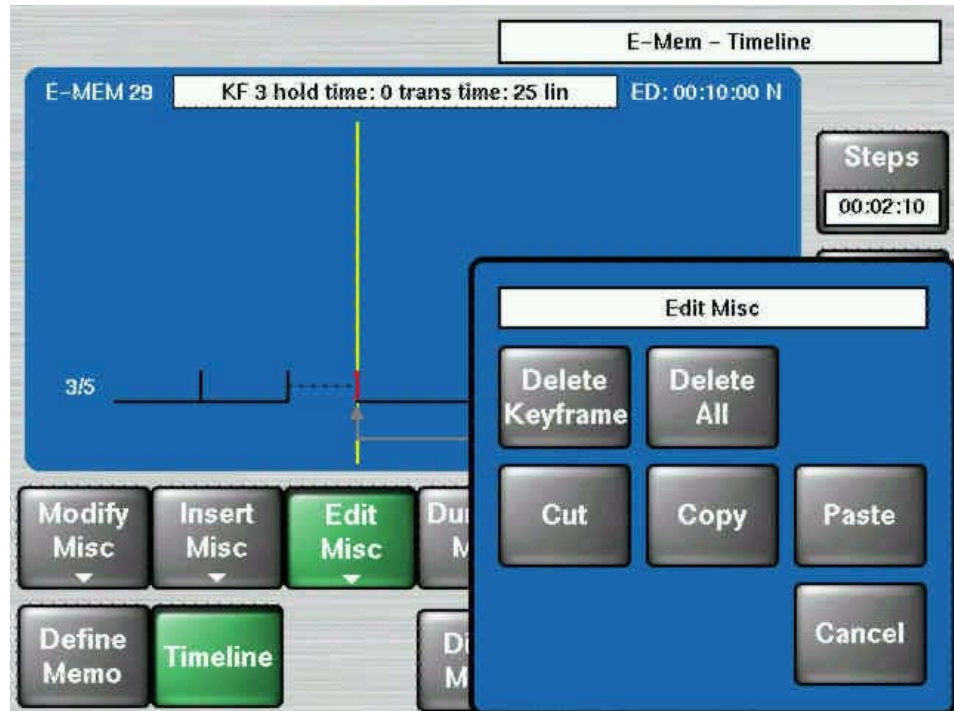 E-Mem - Timeline
E-MEM 29
KF 3 hold time: 0 trans time: 25 lin
ED: 00:10:00 N
Steps
00:02:10
Edit Misc
Delete
Keyframe
Delete
All
3/5
Cut
Copy
Paste
Modify
Misc
Insert
Misc
Edit
Misc
Cancel
Define
Memo
Timeline